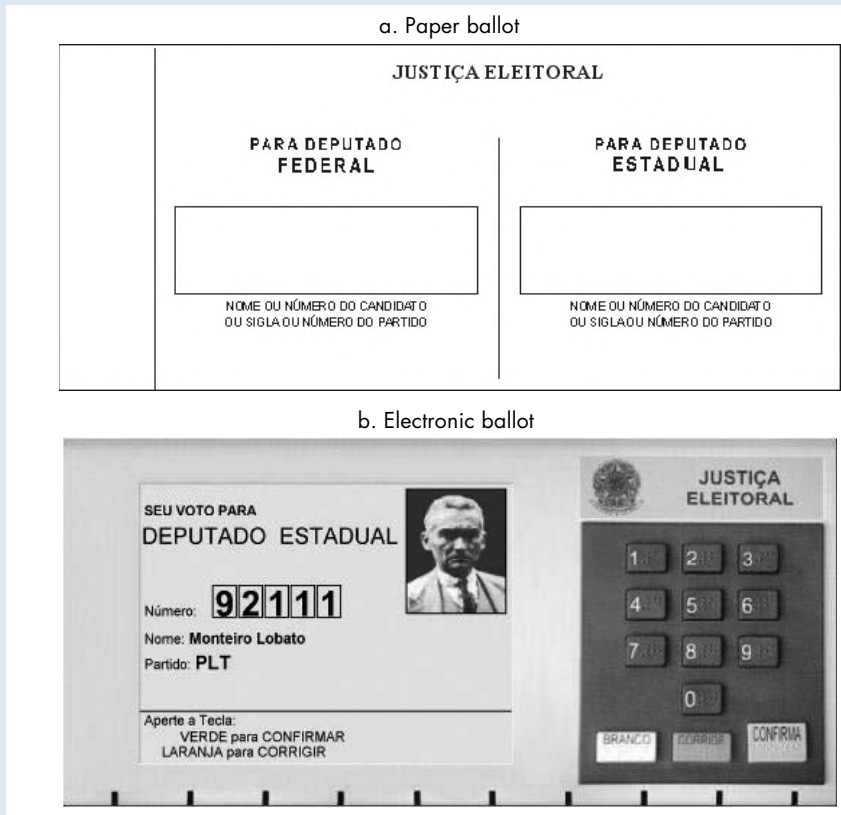 a. Paper ballot
JUSTIÇA ELEITORAL
PARA DEPUTADO
FEDERAL
NOME OU NÚMERO DO CANDIDATO
OU SIGLA OU NÚMERO DO PARTIDO
PARA DEPUTADO
ESTADUAL
NOME OU NÚMERO DO CANDIDATO
OU SIGLA OU NÚMERO DO PARTIDO
b. Electronic ballot
SEU VOTO PARA
DEPUTADO ESTADUAL
Número: 92111
Nome: Monteiro Lobato
Partido: PLT
Aperte a Tecla:
VERDE para CONFIRMAR
LARANJA para CORRIGIR
JUSTIÇA
ELEITORAL
1 2 3
4 5 6
7 8 9
0
BRANCO CORRIGE CONFIRMA